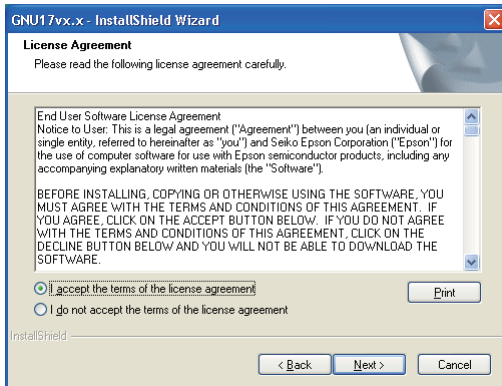 GNU17vx.x - InstallShield Wizard
License Agreement
Please read the following license agreement carefully.
End User Software License Agreement
Notice to User: This is a legal agreement ("Agreement") between you (an individual or
single entity, referred to hereinafter as "you") and Seiko Epson Corporation ("Epson") for
the use of computer software for use with Epson semiconductor products, including any
accompanying explanatory written materials (the "Software").
BEFORE INSTALLING, COPYING OR OTHERWISE USING THE SOFTWARE, YOU
MUST AGREE WITH THE TERMS AND CONDITIONS OF THIS AGREEMENT. IF
YOU AGREE, CLICK ON THE ACCEPT BUTTON BELOW. IF YOU DO NOT AGREE
WITH THE TERMS AND CONDITIONS OF THIS AGREEMENT, CLICK ON THE
DECLINE BUTTON BELOW AND YOU WILL NOT BE ABLE TO DOWNLOAD THE
SOFTWARE.
I accept the terms of the license agreement
Print
I do not accept the terms of the license agreement
InstallShield
< Back
Next >
Cancel